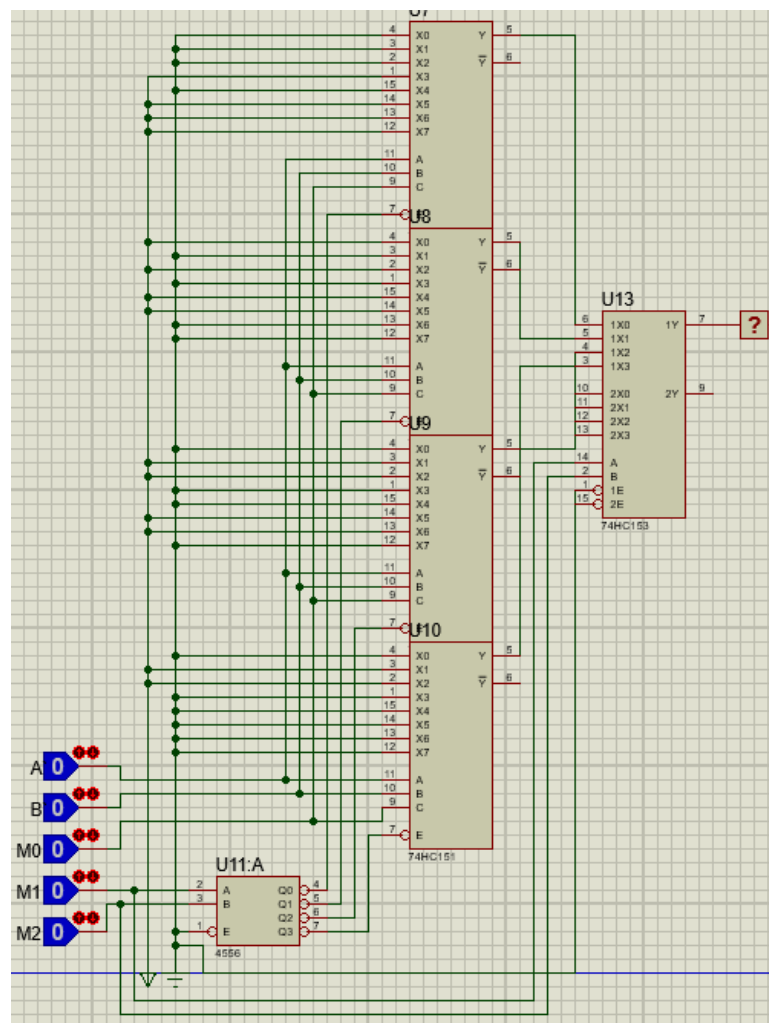 U7
4 X0 Y 5
3 X1
2 X2 Y 6
1 X3
15 X4
14 X5
13 X6
12 X7
11 A
10 B
9 C
7
U8
4 X0 Y 5
3 X1
2 X2 Y 6
1 X3
15 X4
14 X5
13 X6
12 X7
11 A
10 B
9 C
7
U9
4 X0 Y 5
3 X1
2 X2 Y 6
1 X3
15 X4
14 X5
13 X6
12 X7
11 A
10 B
9 C
7
U10
4 X0 Y 5
3 X1
2 X2 Y 6
1 X3
15 X4
14 X5
13 X6
12 X7
11 A
10 B
9 C
7 E
74HC151
U13
6 1X0 1Y 7
5 1X1
4 1X2
3 1X3
10 2X0 2Y 9
11 2X1
12 2X2
13 2X3
14 A
2 B
1 1E
15 2E
74HC153
?
A 0
B 0
M0 0
M1 0
M2 0
U11:A
2 A Q0 4
3 B Q1 5
Q2 6
1 E Q3 7
4556